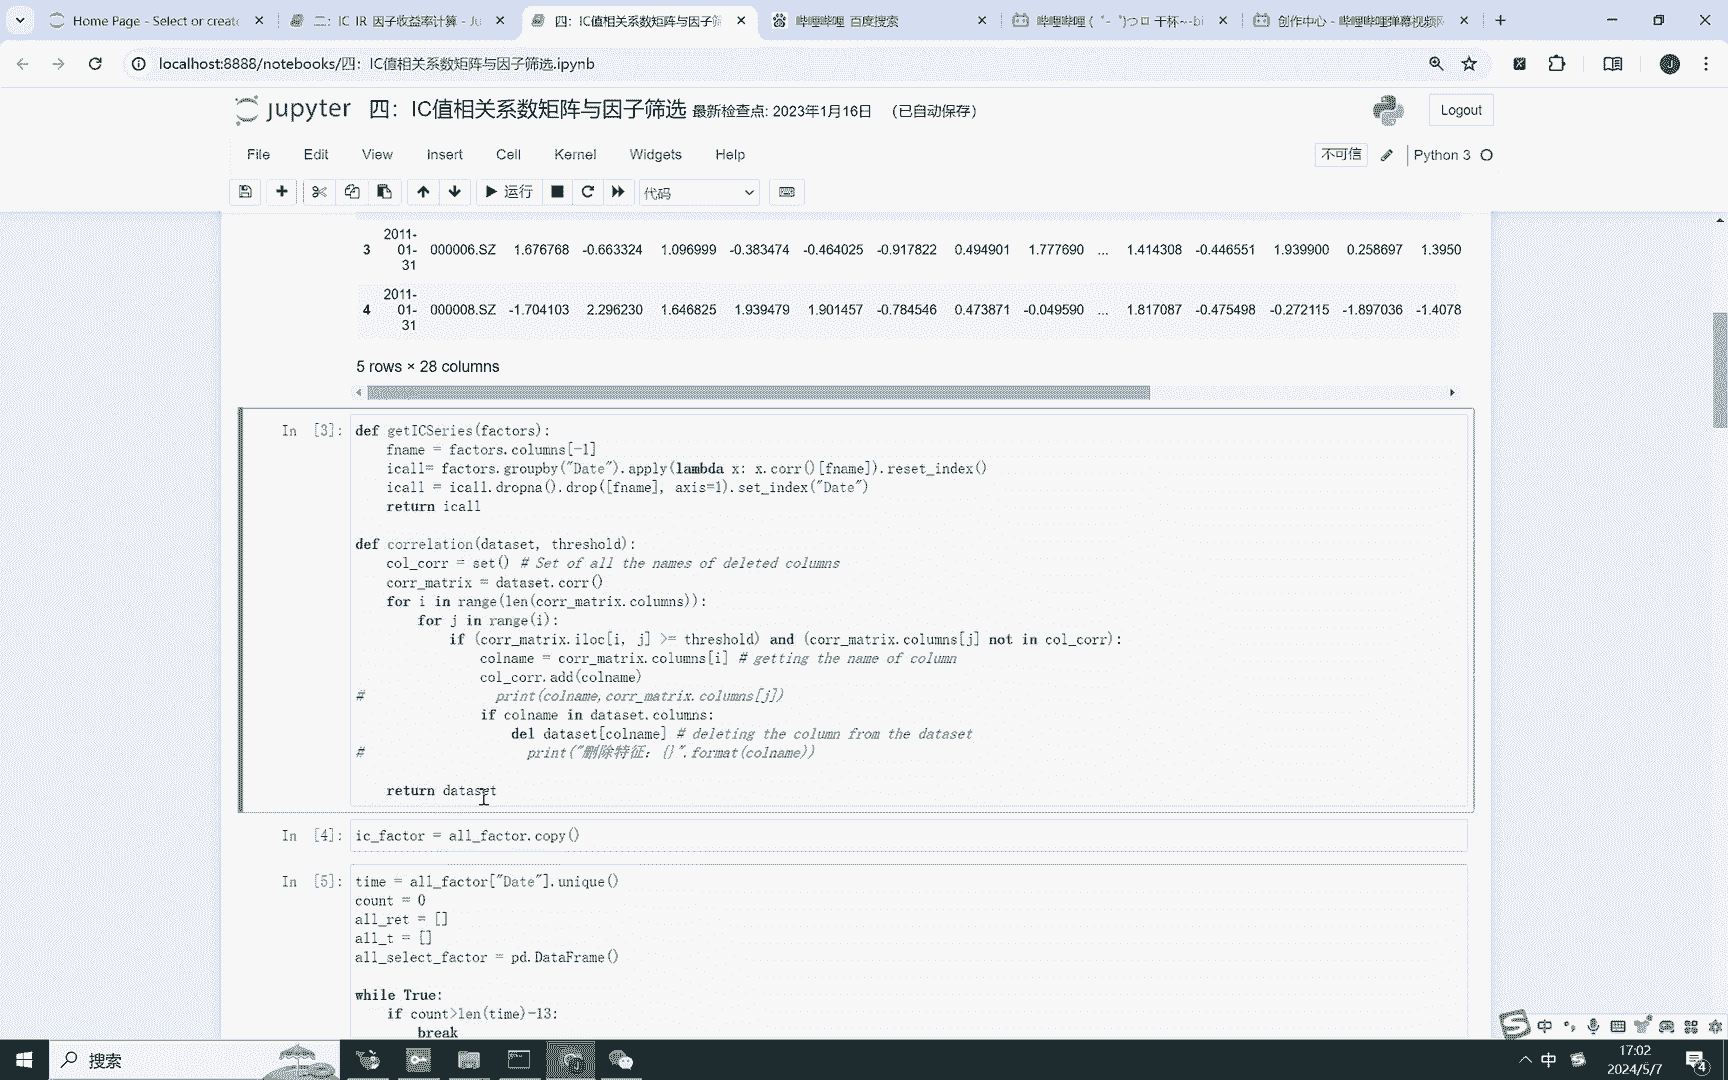 Home Page - Select or create
二：IC IR 因子收益率计算 - Ju
四：IC值相关系数矩阵与因子筛
哔哩哔哩_百度搜索
哔哩哔哩 (゜-゜)つロ 干杯~-bi
创作中心 - 哔哩哔哩弹幕视频网
localhost:8888/notebooks/四：IC值相关系数矩阵与因子筛选.ipynb
jupyter 四：IC值相关系数矩阵与因子筛选 最新检查点: 2023年1月16日 (已自动保存)
Logout
File Edit View Insert Cell Kernel Widgets Help
不可信 Python 3
运行 代码
2011-
3 01- 000006.SZ 1.676768 -0.663324 1.096999 -0.383474 -0.464025 -0.917822 0.494901 1.777690 ... 1.414308 -0.446551 1.939900 0.258697 1.3950
31
2011-
4 01- 000008.SZ -1.704103 2.296230 1.646825 1.939479 1.901457 -0.784546 0.473871 -0.049590 ... 1.817087 -0.475498 -0.272115 -1.897036 -1.4078
31
5 rows × 28 columns
In [3]: def getICSeries(factors):
fname = factors.columns[-1]
icall= factors.groupby("Date").apply(lambda x: x.corr()[fname]).reset_index()
icall = icall.dropna().drop([fname], axis=1).set_index("Date")
return icall
def correlation(dataset, threshold):
col_corr = set() # Set of all the names of deleted columns
corr_matrix = dataset.corr()
for i in range(len(corr_matrix.columns)):
for j in range(i):
if (corr_matrix.iloc[i, j] >= threshold) and (corr_matrix.columns[j] not in col_corr):
colname = corr_matrix.columns[i] # getting the name of column
col_corr.add(colname)
# print(colname,corr_matrix.columns[j])
if colname in dataset.columns:
del dataset[colname] # deleting the column from the dataset
# print("删除特征：{}".format(colname))
return dataset
In [4]: ic_factor = all_factor.copy()
In [5]: time = all_factor["Date"].unique()
count = 0
all_ret = []
all_t = []
all_select_factor = pd.DataFrame()
while True:
if count>len(time)-13:
break
中
搜索
中
17:02
2024/5/7
4